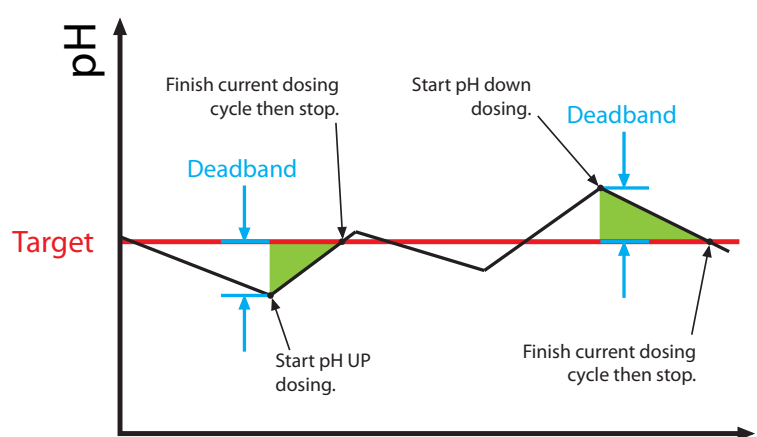 pH
Finish current dosing
cycle then stop.
Start pH down
dosing.
Deadband
Deadband
Target
Start pH UP
dosing.
Finish current dosing
cycle then stop.